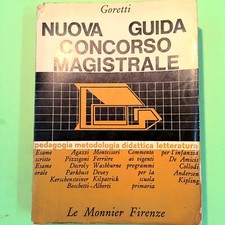 Goretti
NUOVA GUIDA
CONCORSO
MAGISTRALE
pedagogia metodologia didattica letteratura
Esame Agazzi Montessori Commento per l'infanzia
scritto Pizzigoni Ferrière ai vigenti De Amicis
Esame Decroly Washburne programmi Collodi
orale Parkhust Dewey per la Andersen
Kerschensteiner Kilpatrick scuola Kipling
Boschetti-Alberti primaria
Le Monnier Firenze